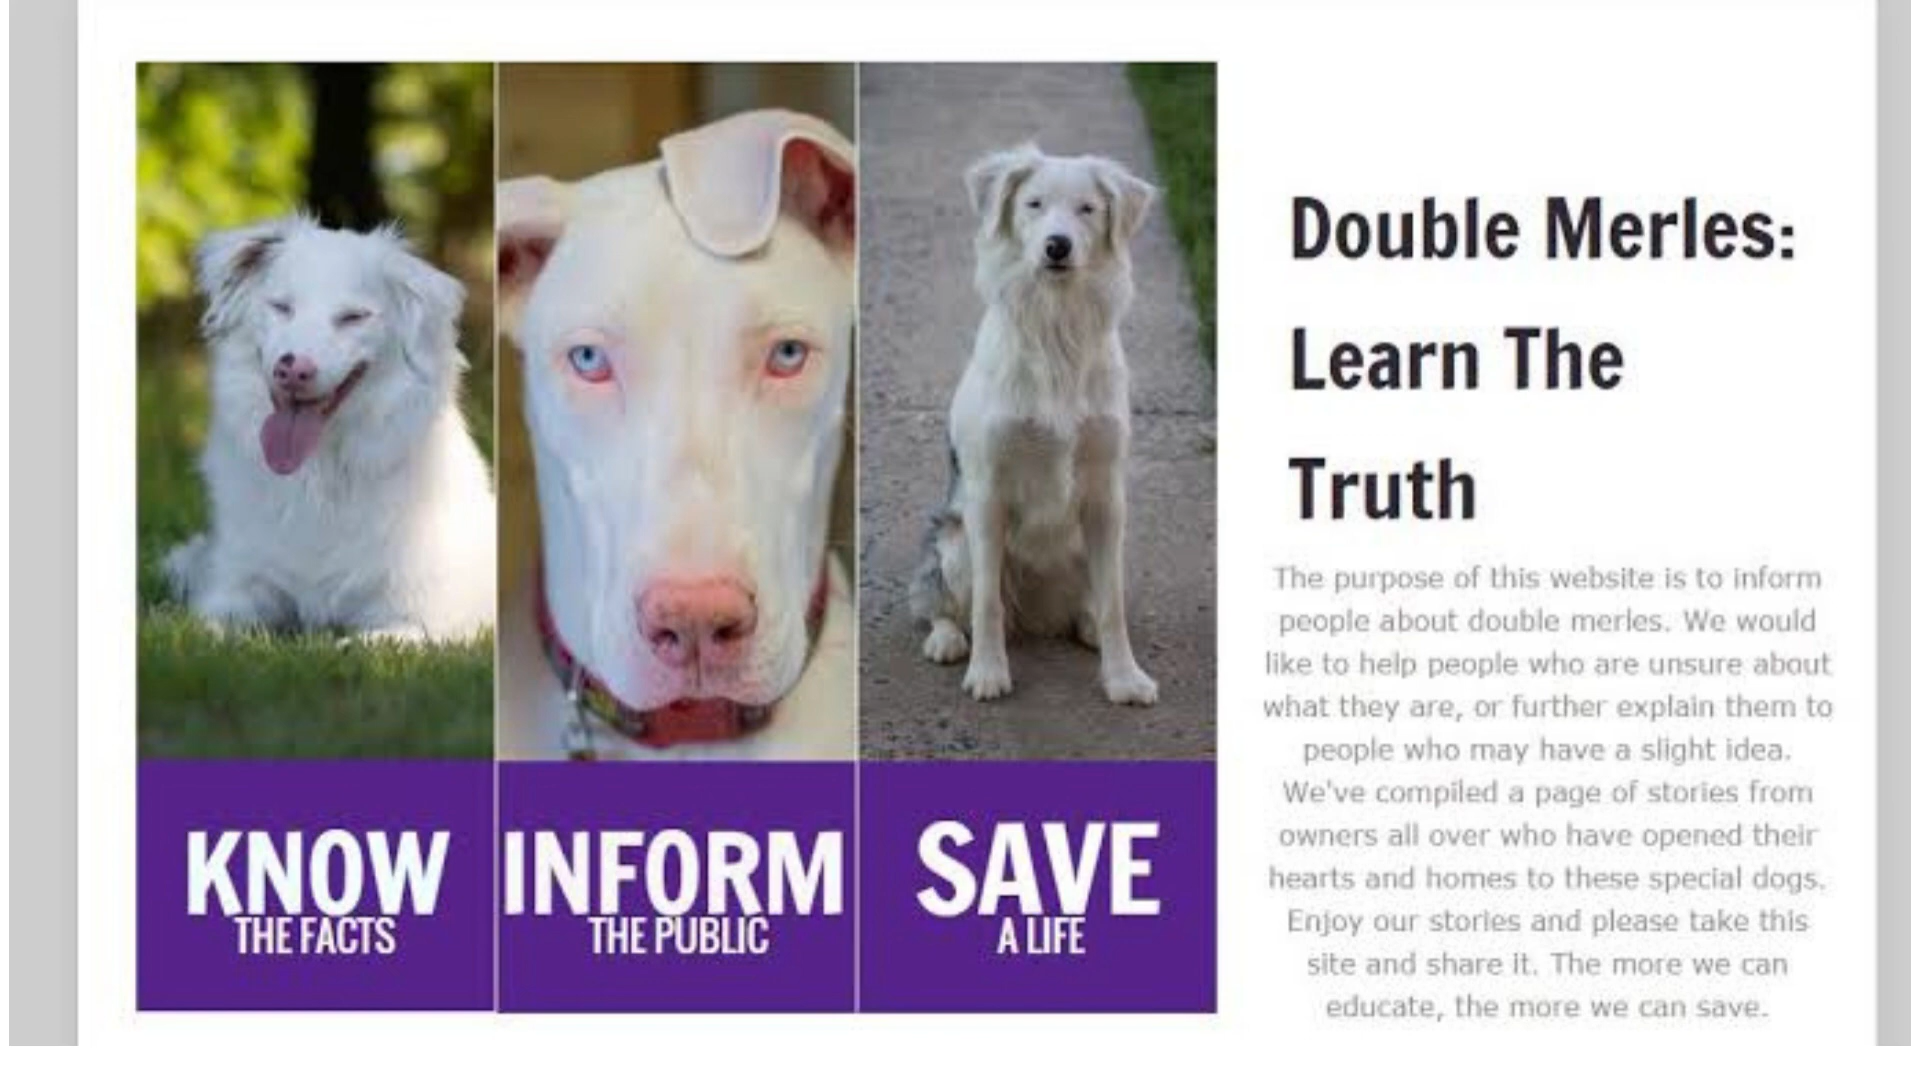 KNOW
THE FACTS
INFORM
THE PUBLIC
SAVE
A LIFE
Double Merles:
Learn The
Truth
The purpose of this website is to inform
people about double merles. We would
like to help people who are unsure about
what they are, or further explain them to
people who may have a slight idea.
We've compiled a page of stories from
owners all over who have opened their
hearts and homes to these special dogs.
Enjoy our stories and please take this
site and share it. The more we can
educate, the more we can save.